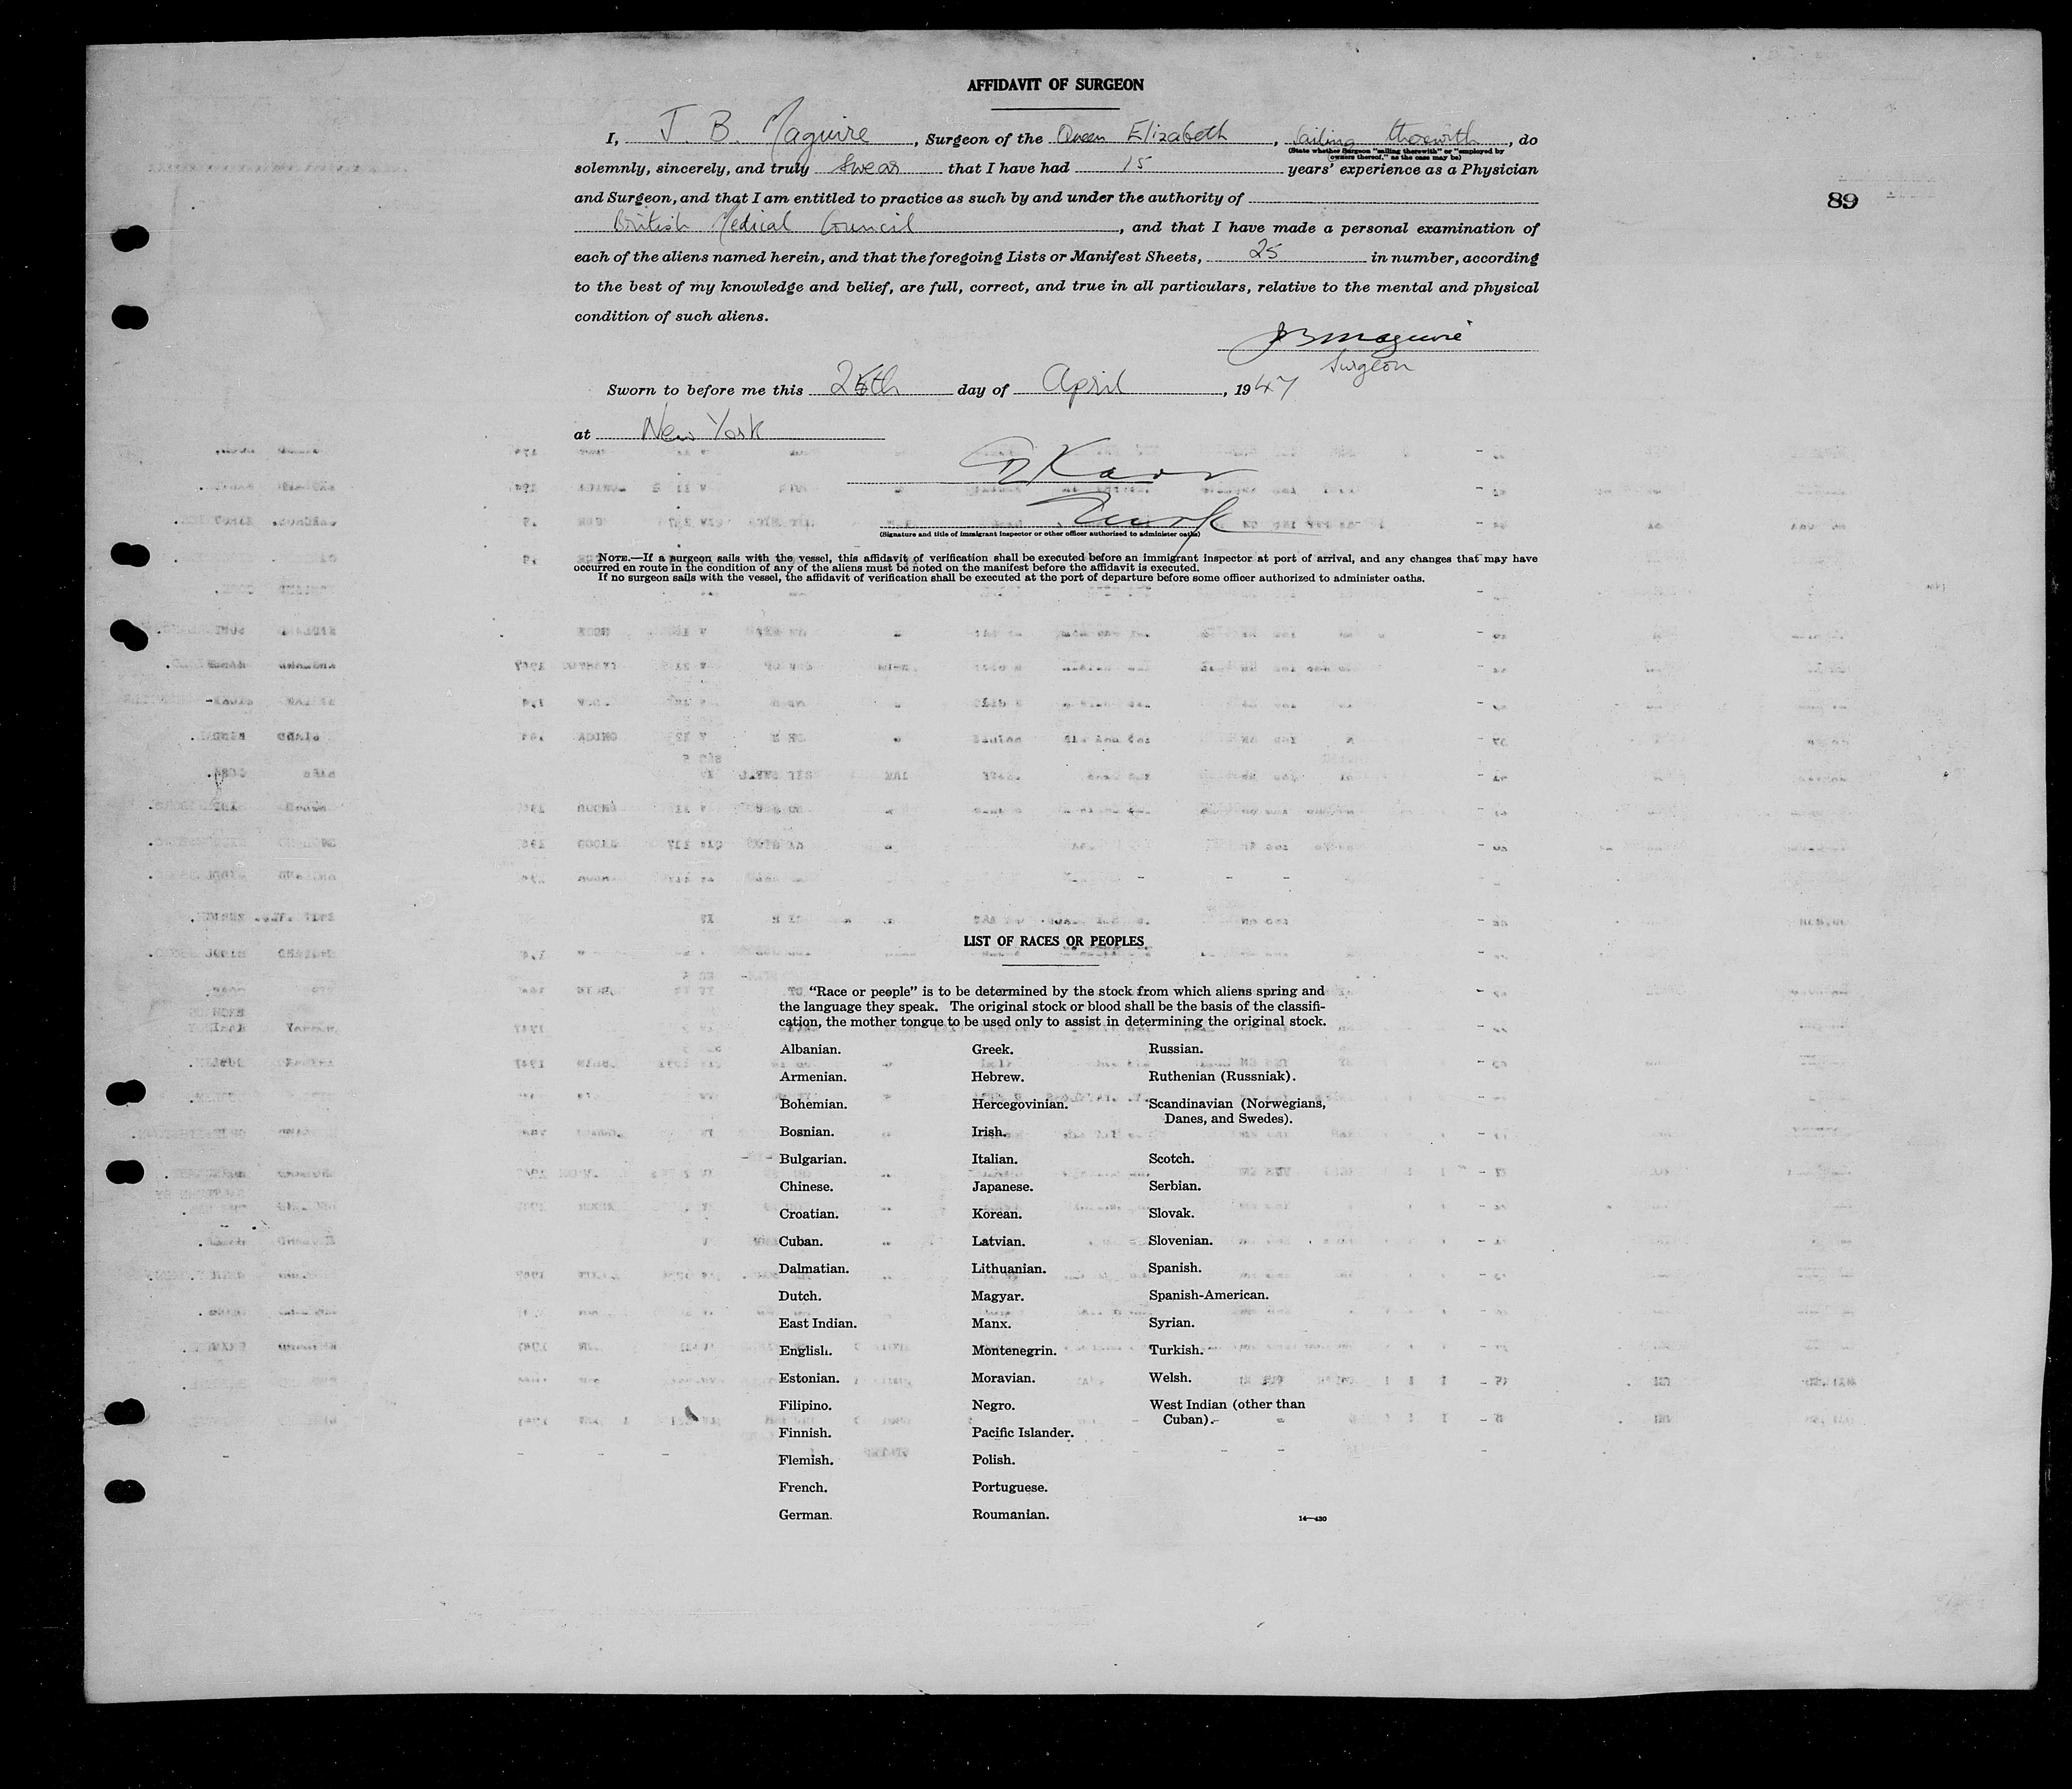 AFFIDAVIT OF SURGEON
I, J. B. Maguire, Surgeon of the Queen Elizabeth, Sailing therewith, do
(State whether Surgeon "sailing therewith" or "employed by
owners thereof," as the case may be)
solemnly, sincerely, and truly swear that I have had 15 years' experience as a Physician
89
and Surgeon, and that I am entitled to practice as such by and under the authority of
British Medical Council, and that I have made a personal examination of
each of the aliens named herein, and that the foregoing Lists or Manifest Sheets, 25 in number, according
to the best of my knowledge and belief, are full, correct, and true in all particulars, relative to the mental and physical
condition of such aliens.
JB Maguire
Surgeon
Sworn to before me this day of April, 1947
at New York
(Signature and title of immigrant inspector or other officer authorized to administer oaths)
NOTE.—If a surgeon sails with the vessel, this affidavit of verification shall be executed before an immigrant inspector at port of arrival, and any changes that may have
occurred en route in the condition of any of the aliens must be noted on the manifest before the affidavit is executed.
If no surgeon sails with the vessel, the affidavit of verification shall be executed at the port of departure before some officer authorized to administer oaths.
LIST OF RACES OR PEOPLES
"Race or people" is to be determined by the stock from which aliens spring and
the language they speak. The original stock or blood shall be the basis of the classifi-
cation, the mother tongue to be used only to assist in determining the original stock.
Albanian.
Armenian.
Bohemian.
Bosnian.
Bulgarian.
Chinese.
Croatian.
Cuban.
Dalmatian.
Dutch.
East Indian.
English.
Estonian.
Filipino.
Finnish.
Flemish.
French.
German.
Greek.
Hebrew.
Hercegovinian.
Irish.
Italian.
Japanese.
Korean.
Latvian.
Lithuanian.
Magyar.
Manx.
Montenegrin.
Moravian.
Negro.
Pacific Islander.
Polish.
Portuguese.
Roumanian.
Russian.
Ruthenian (Russniak).
Scandinavian (Norwegians,
Danes, and Swedes).
Scotch.
Serbian.
Slovak.
Slovenian.
Spanish.
Spanish-American.
Syrian.
Turkish.
Welsh.
West Indian (other than
Cuban).
14—430